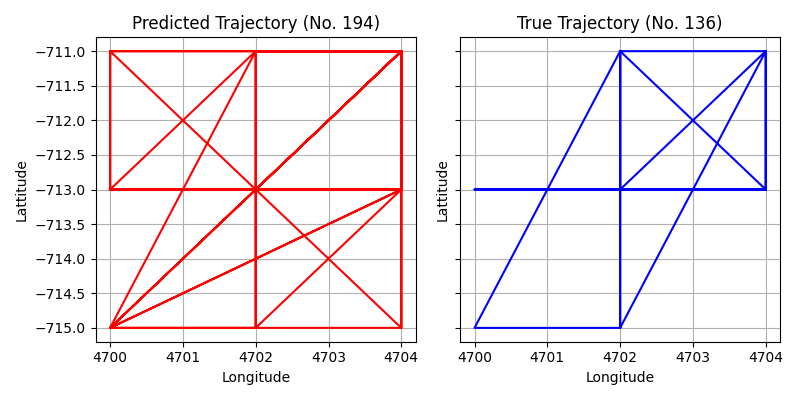 Predicted Trajectory (No. 194)
True Trajectory (No. 136)
−711.0
−711.5
−712.0
−712.5
−713.0
−713.5
−714.0
−714.5
−715.0
Lattitude
Lattitude
4700 4701 4702 4703 4704
4700 4701 4702 4703 4704
Longitude
Longitude